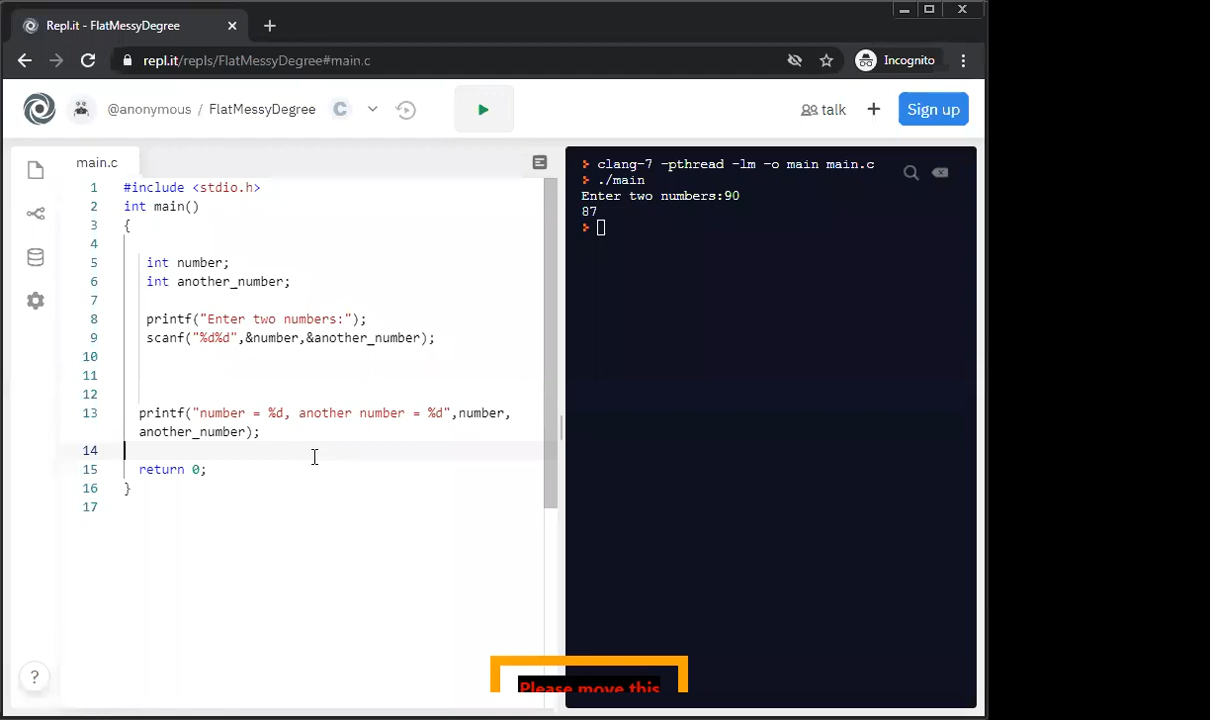 Repl.it - FlatMessyDegree
repl.it/repls/FlatMessyDegree#main.c
Incognito
@anonymous / FlatMessyDegree
C
talk
Sign up
main.c
1 #include <stdio.h>
2 int main()
3 {
4
5 int number;
6 int another_number;
7
8 printf("Enter two numbers:");
9 scanf("%d%d",&number,&another_number);
10
11
12
13 printf("number = %d, another number = %d",number,
another_number);
14
15 return 0;
16 }
17
clang-7 -pthread -lm -o main main.c
./main
Enter two numbers:90
87
?
Please move this